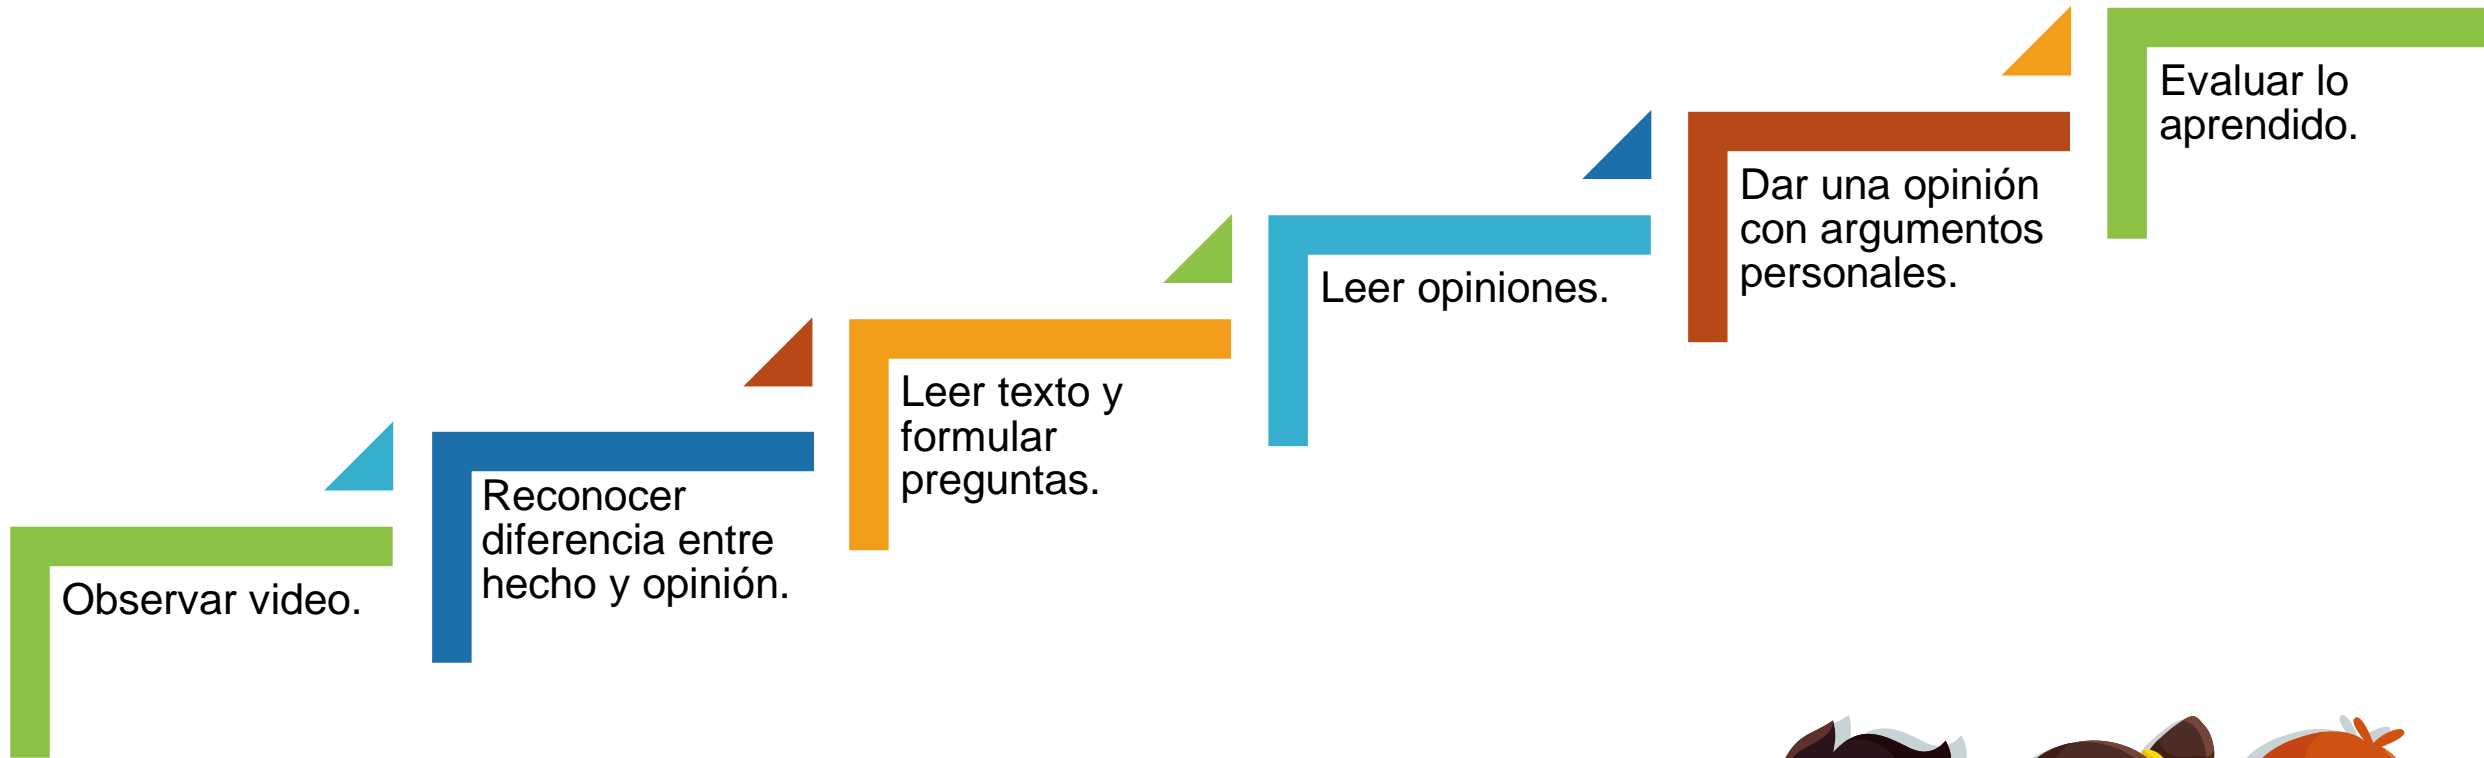 Observar video.
Reconocer
diferencia entre
hecho y opinión.
Leer texto y
formular
preguntas.
Leer opiniones.
Dar una opinión
con argumentos
personales.
Evaluar lo
aprendido.